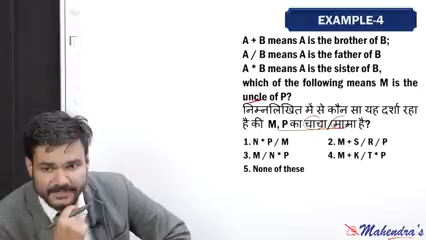 EXAMPLE-4
A + B means A is the brother of B;
A / B means A is the father of B
A * B means A is the sister of B,
which of the following means M is the
uncle of P?
निम्नलिखित में से कौन सा यह दर्शा रहा
है की M, P का चाचा/मामा है?
1. N * P / M 2. M + S / R / P
3. M / N * P 4. M + K / T * P
5. None of these
Mahendra's